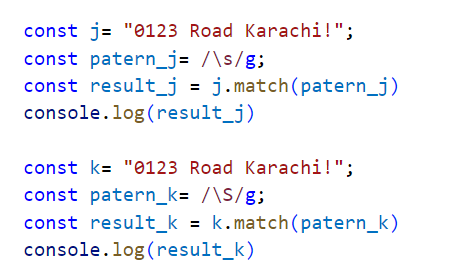 const j= "0123 Road Karachi!";
const patern_j= /\s/g;
const result_j = j.match(patern_j)
console.log(result_j)
const k= "0123 Road Karachi!";
const patern_k= /\S/g;
const result_k = k.match(patern_k)
console.log(result_k)